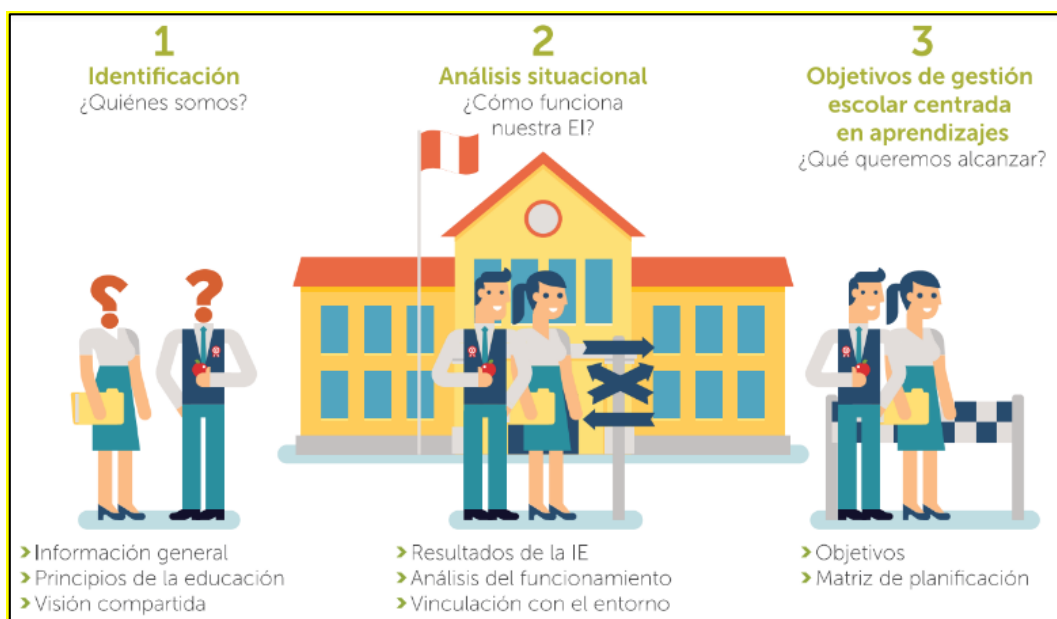 1
Identificación
¿Quiénes somos?
2
Análisis situacional
¿Cómo funciona
nuestra EI?
3
Objetivos de gestión
escolar centrada
en aprendizajes
¿Qué queremos alcanzar?
? ?
> Información general
> Principios de la educación
> Visión compartida
> Resultados de la IE
> Análisis del funcionamiento
> Vinculación con el entorno
> Objetivos
> Matriz de planificación